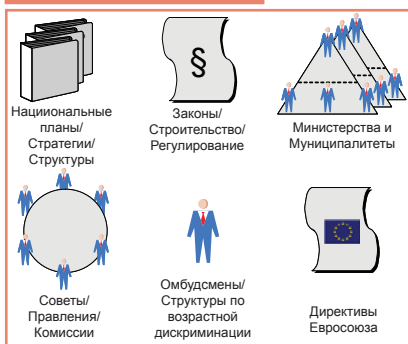 §
Национальные
планы/
Стратегии/
Структуры
Законы/
Строительство/
Регулирование
Министерства и
Муниципалитеты
Советы/
Правления/
Комиссии
Омбудсмены/
Структуры по
возрастной
дискриминации
Директивы
Евросоюза